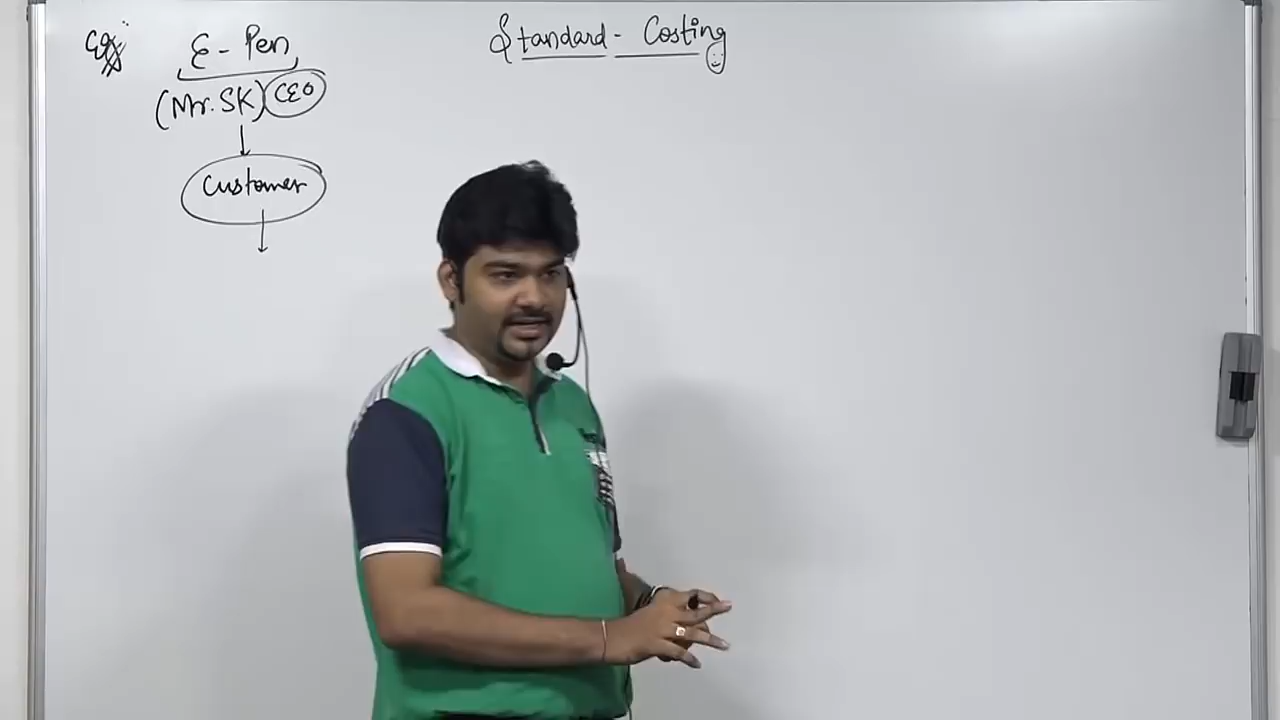 Standard - Costing
Eg:
E - Pen
(Mr. SK) CEO
Customer